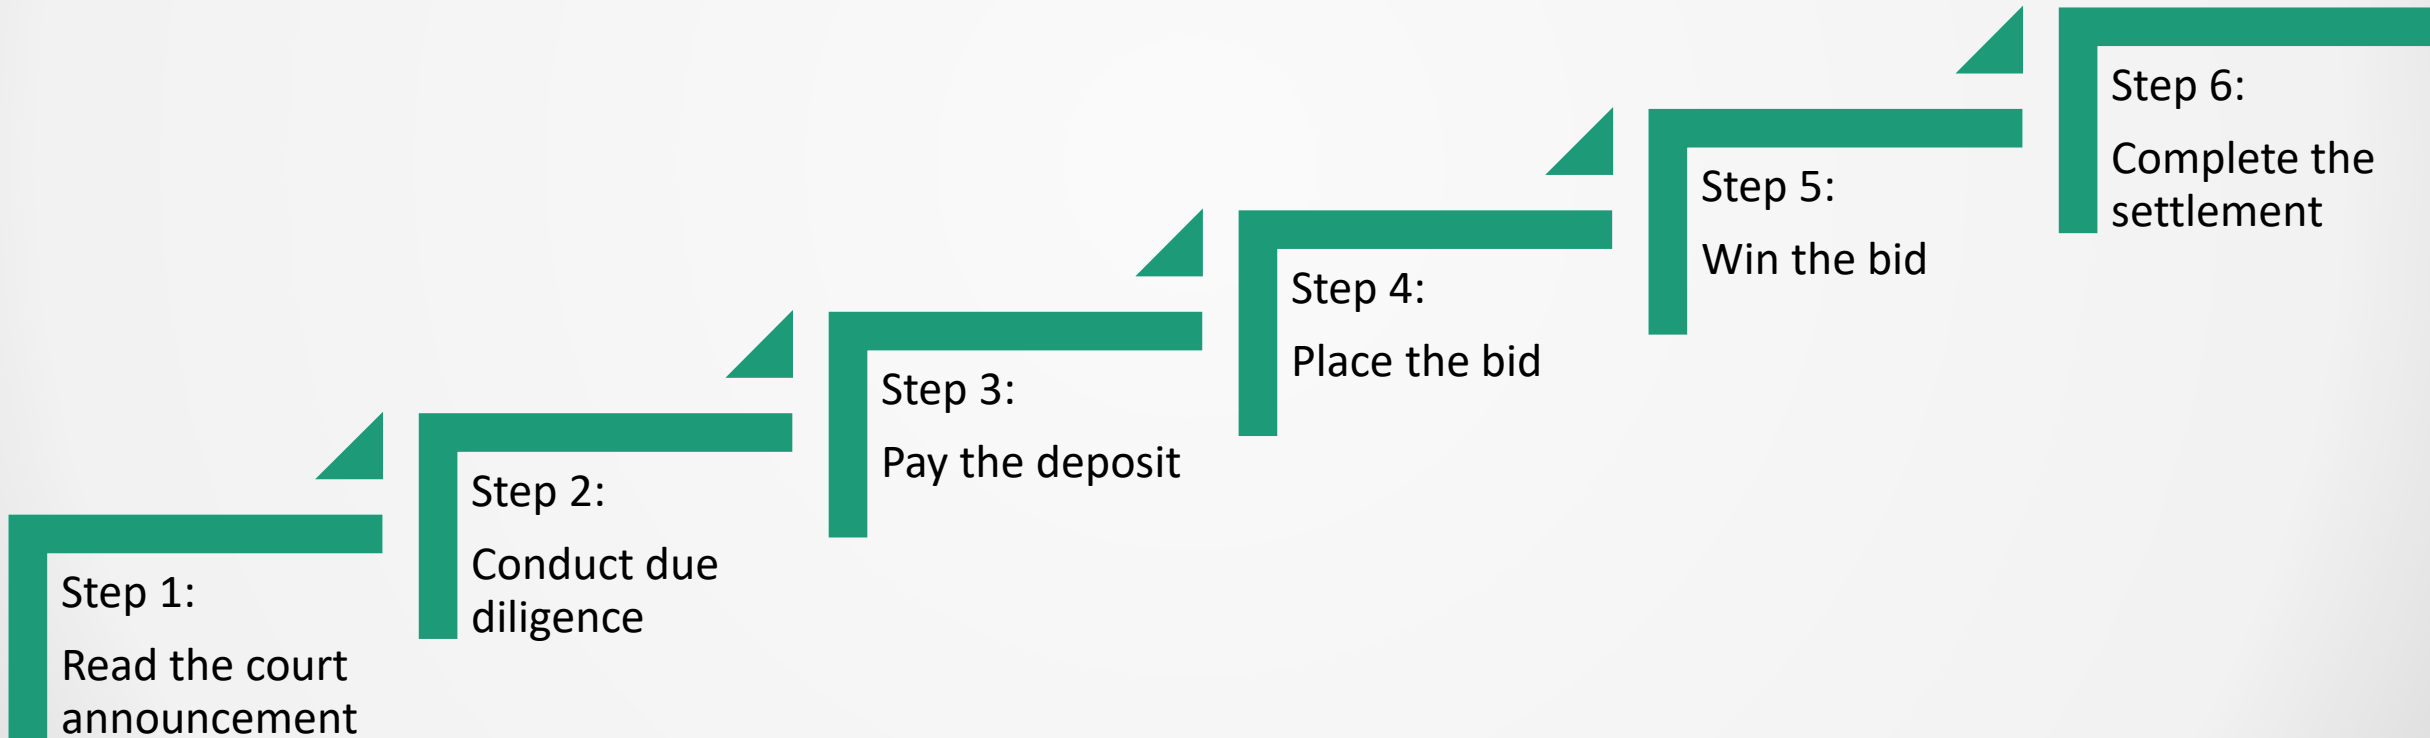 Step 1:
Read the court
announcement
Step 2:
Conduct due
diligence
Step 3:
Pay the deposit
Step 4:
Place the bid
Step 5:
Win the bid
Step 6:
Complete the
settlement